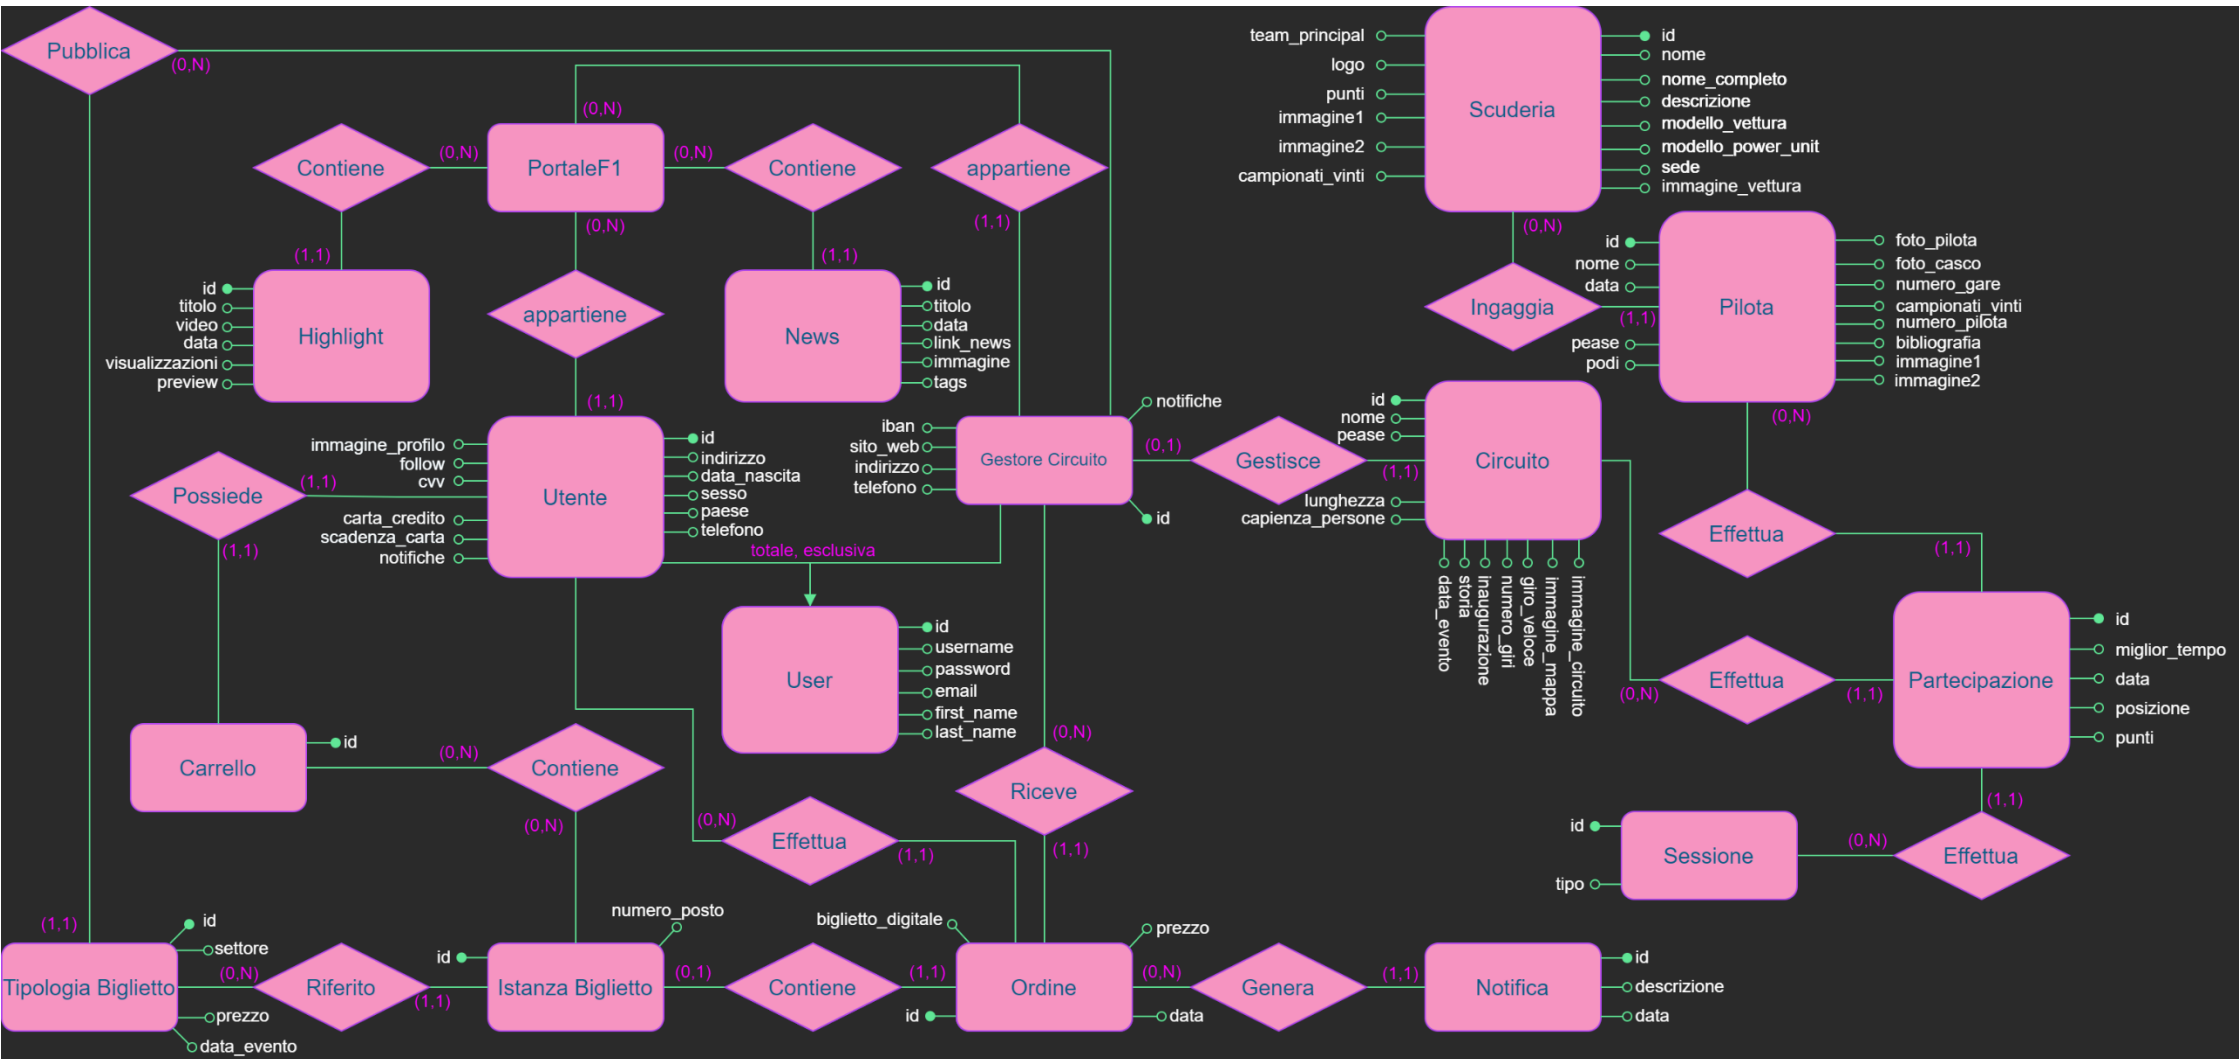 Pubblica
(0,N)
(1,1)
Contiene
(0,N)
(1,1)
PortaleF1
(0,N)
(0,N)
(0,N)
Contiene
(1,1)
appartiene
(1,1)
appartiene
(1,1)
Highlight
id
titolo
video
data
visualizzazioni
preview
News
id
titolo
data
link_news
immagine
tags
Scuderia
team_principal
logo
punti
immagine1
immagine2
campionati_vinti
id
nome
nome_completo
descrizione
modello_vettura
modello_power_unit
sede
immagine_vettura
(0,N)
Ingaggia
(1,1)
Pilota
id
nome
data
pease
podi
foto_pilota
foto_casco
numero_gare
campionati_vinti
numero_pilota
bibliografia
immagine1
immagine2
(0,N)
Utente
immagine_profilo
follow
cvv
carta_credito
scadenza_carta
notifiche
id
indirizzo
data_nascita
sesso
paese
telefono
Possiede
(1,1)
(1,1)
Gestore Circuito
notifiche
iban
sito_web
indirizzo
telefono
id
(0,1)
Gestisce
(1,1)
Circuito
id
nome
pease
lunghezza
capienza_persone
data_evento
storia
inaugurazione
numero_giri
giro_veloce
immagine_mappa
immagine_circuito
Effettua
(1,1)
(0,N)
Effettua
(1,1)
Partecipazione
id
miglior_tempo
data
posizione
punti
(1,1)
Effettua
(0,N)
Sessione
id
tipo
totale, esclusiva
User
id
username
password
email
first_name
last_name
Carrello
id
(0,N)
Contiene
(0,N)
(0,N)
Effettua
(1,1)
(0,N)
Riceve
(1,1)
Tipologia Biglietto
id
settore
prezzo
data_evento
(0,N)
Riferito
(1,1)
Istanza Biglietto
id
numero_posto
(0,1)
Contiene
(1,1)
Ordine
biglietto_digitale
prezzo
id
data
(0,N)
Genera
(1,1)
Notifica
id
descrizione
data